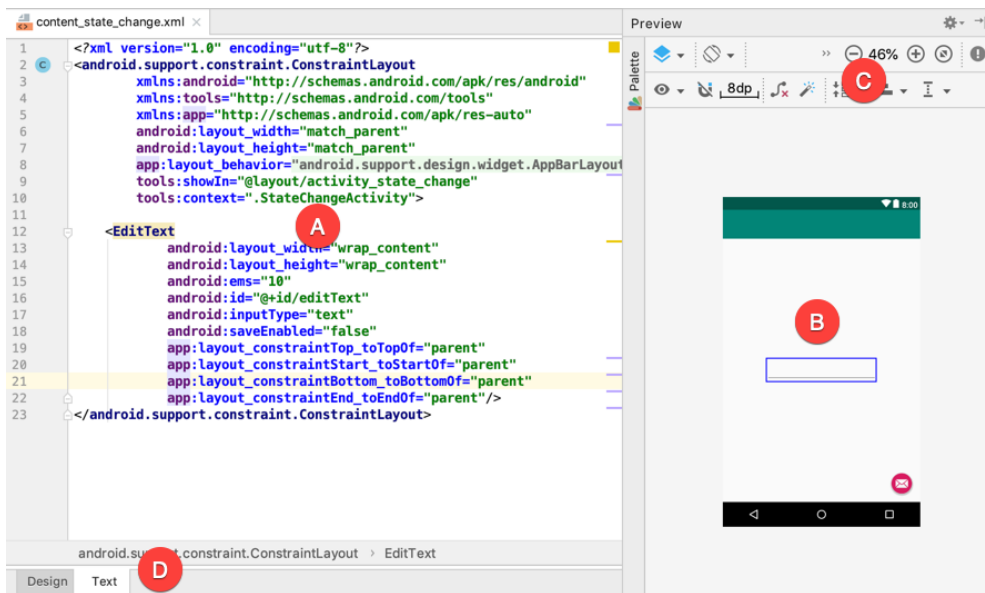 content_state_change.xml
Preview
1 <?xml version="1.0" encoding="utf-8"?>
2 C <android.support.constraint.ConstraintLayout
3 xmlns:android="http://schemas.android.com/apk/res/android"
4 xmlns:tools="http://schemas.android.com/tools"
5 xmlns:app="http://schemas.android.com/apk/res-auto"
6 android:layout_width="match_parent"
7 android:layout_height="match_parent"
8 app:layout_behavior="android.support.design.widget.AppBarLayout
9 tools:showIn="@layout/activity_state_change"
10 tools:context=".StateChangeActivity">
11
12 <EditText
13 android:layout_width="wrap_content"
14 android:layout_height="wrap_content"
15 android:ems="10"
16 android:id="@+id/editText"
17 android:inputType="text"
18 android:saveEnabled="false"
19 app:layout_constraintTop_toTopOf="parent"
20 app:layout_constraintStart_toStartOf="parent"
21 app:layout_constraintBottom_toBottomOf="parent"
22 app:layout_constraintEnd_toEndOf="parent"/>
23 </android.support.constraint.ConstraintLayout>
A
android.support.constraint.ConstraintLayout › EditText
Design Text
D
Palette
» 46%
8dp
C
8:00
B